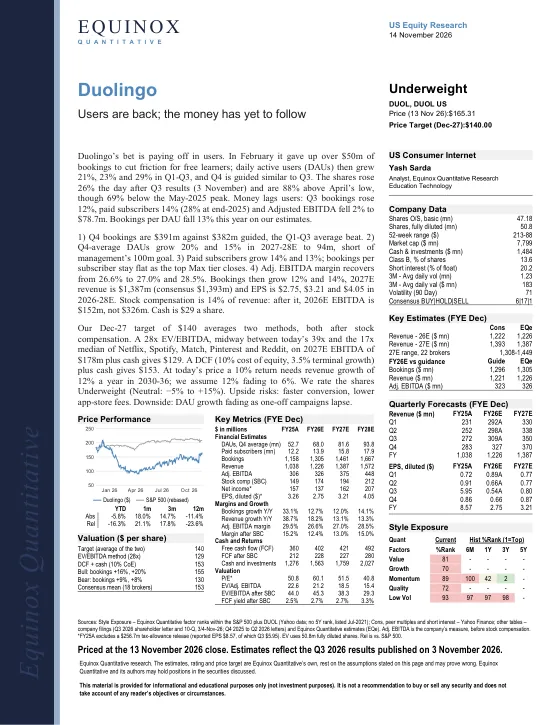 EQUINOX
QUANTITATIVE
US Equity Research
14 November 2026
Duolingo
Users are back; the money has yet to follow
Underweight
DUOL, DUOL US
Price (13 Nov 26):$165.31
Price Target (Dec-27):$140.00
Duolingo's bet is paying off in users. In February it gave up over $50m of
bookings to cut friction for free learners; daily active users (DAUs) then grew
21%, 23% and 29% in Q1-Q3, and Q4 is guided similar to Q3. The shares rose
26% the day after Q3 results (3 November) and are 88% above April's low,
though 69% below the May-2025 peak. Money lags users: Q3 bookings rose
12%, paid subscribers 14% (28% at end-2025) and Adjusted EBITDA fell 2% to
$78.7m. Bookings per DAU fall 13% this year on our estimates.
1) Q4 bookings are $391m against $382m guided, the Q1-Q3 average beat. 2)
Q4-average DAUs grow 20% and 15% in 2027-28E to 94m, short of
management's 100m goal. 3) Paid subscribers grow 14% and 13%; bookings per
subscriber stay flat as the top Max tier closes. 4) Adj. EBITDA margin recovers
from 26.6% to 27.0% and 28.5%. Bookings then grow 12% and 14%, 2027E
revenue is $1,387m (consensus $1,393m) and EPS is $2.75, $3.21 and $4.05 in
2026-28E. Stock compensation is 14% of revenue: after it, 2026E EBITDA is
$152m, not $326m. Cash is $29 a share.
Our Dec-27 target of $140 averages two methods, both after stock
compensation. A 28x EV/EBITDA, midway between today's 39x and the 17x
median of Netflix, Spotify, Match, Pinterest and Reddit, on 2027E EBITDA of
$178m plus cash gives $129. A DCF (10% cost of equity, 3.5% terminal growth)
plus cash gives $153. At today's price a 10% return needs revenue growth of
12% a year in 2030-36; we assume 12% fading to 6%. We rate the shares
Underweight (Neutral: −5% to +15%). Upside risks: faster conversion, lower
app-store fees. Downside: DAU growth fading as one-off campaigns lapse.
US Consumer Internet
Yash Sarda
Analyst, Equinox Quantitative Research
Education Technology
Company Data
Shares O/S, basic (mn) 47.18
Shares, fully diluted (mn) 50.8
52-week range ($) 213-88
Market cap ($ mn) 7,799
Cash & investments ($ mn) 1,484
Class B, % of shares 13.6
Short interest (% of float) 20.2
3M - Avg daily vol (mn) 1.23
3M - Avg daily val ($ mn) 183
Volatility (90 Day) 71
Consensus BUY|HOLD|SELL 6|17|1
Key Estimates (FYE Dec)
Cons EQe
Revenue - 26E ($ mn) 1,222 1,226
Revenue - 27E ($ mn) 1,393 1,387
27E range, 22 brokers 1,308-1,449
FY26E vs guidance Guide EQe
Bookings ($ mn) 1,296 1,305
Revenue ($ mn) 1,221 1,226
Adj. EBITDA ($ mn) 323 326
Quarterly Forecasts (FYE Dec)
Revenue ($ mn) FY25A FY26E FY27E
Q1 231 292A 330
Q2 252 298A 338
Q3 272 309A 350
Q4 283 327 370
FY 1,038 1,226 1,387
EPS, diluted ($) FY25A FY26E FY27E
Q1 0.72 0.89A 0.77
Q2 0.91 0.66A 0.77
Q3 5.95 0.54A 0.80
Q4 0.86 0.66 0.87
FY 8.57 2.75 3.21
Style Exposure
Quant Current Hist %Rank (1=Top)
Factors %Rank 6M 1Y 3Y 5Y
Value 81 - - - -
Growth 70 - - - -
Momentum 89 100 42 2 -
Quality 72 - - - -
Low Vol 93 97 97 98 -
Price Performance
250
200
150
100
50
Jan 26 Apr 26 Jul 26 Oct 26
Duolingo ($) S&P 500 (rebased)
YTD 1m 3m 12m
Abs -5.8% 18.0% 14.7% -11.4%
Rel -16.3% 21.1% 17.8% -23.6%
Valuation ($ per share)
Target (average of the two) 140
EV/EBITDA method (28x) 129
DCF + cash (10% CoE) 153
Bull: bookings +16%, +20% 155
Bear: bookings +9%, +8% 130
Consensus mean (18 brokers) 153
Key Metrics (FYE Dec)
$ in millions FY25A FY26E FY27E FY28E
Financial Estimates
DAUs, Q4 average (mn) 52.7 68.0 81.6 93.8
Paid subscribers (mn) 12.2 13.9 15.8 17.9
Bookings 1,158 1,305 1,461 1,667
Revenue 1,038 1,226 1,387 1,572
Adj. EBITDA 306 326 375 448
Stock comp (SBC) 149 174 194 212
Net income* 157 137 162 207
EPS, diluted ($)* 3.26 2.75 3.21 4.05
Margins and Growth
Bookings growth Y/Y 33.1% 12.7% 12.0% 14.1%
Revenue growth Y/Y 38.7% 18.2% 13.1% 13.3%
Adj. EBITDA margin 29.5% 26.6% 27.0% 28.5%
Margin after SBC 15.2% 12.4% 13.0% 15.0%
Cash and Returns
Free cash flow (FCF) 360 402 421 492
FCF after SBC 212 228 227 280
Cash and investments 1,276 1,563 1,759 2,027
Valuation
P/E* 50.8 60.1 51.5 40.8
EV/Adj. EBITDA 22.6 21.2 18.5 15.4
EV/EBITDA after SBC 44.0 45.3 38.3 29.3
FCF yield after SBC 2.5% 2.7% 2.7% 3.3%
Sources: Style Exposure – Equinox Quantitative factor ranks within the S&P 500 plus DUOL (Yahoo date; no 5Y rank, listed Jul-2021); Cons, peer multiples and short interest – Yahoo Finance; other tables –
company filings (Q3 2026 shareholder letter and 10-Q, 3-4-Nov-26; Q4 2025 to Q2 2026 letters) and Equinox Quantitative estimates (EQe). Adj. EBITDA is the company's measure, before stock compensation.
*FY25A excludes a $256.7m tax-allowance release (reported EPS $8.57, of which Q3 $5.95). EV uses 50.8m fully diluted shares. Rel is vs S&P 500.
Priced at the 13 November 2026 close. Estimates reflect the Q3 2026 results published on 3 November 2026.
Equinox Quantitative research. The estimates, rating and price target are Equinox Quantitative's own, rest on the assumptions stated on this page and may prove wrong. Equinox
Quantitative and its authors may hold positions in the securities discussed.
This material is provided for informational and educational purposes only (not investment purposes). It is not a recommendation to buy or sell any security and does not
take account of any reader's objectives or circumstances.
Equinox Quantitative